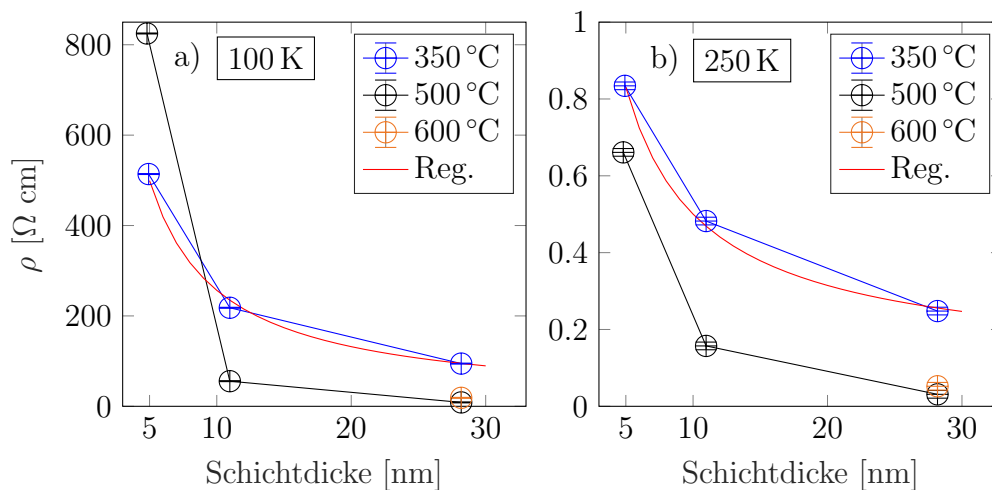 ρ [Ω cm]
800
600
400
200
0
a) 100 K
350 °C
500 °C
600 °C
Reg.
5 10 20 30
Schichtdicke [nm]
1
0.8
0.6
0.4
0.2
0
b) 250 K
350 °C
500 °C
600 °C
Reg.
5 10 20 30
Schichtdicke [nm]